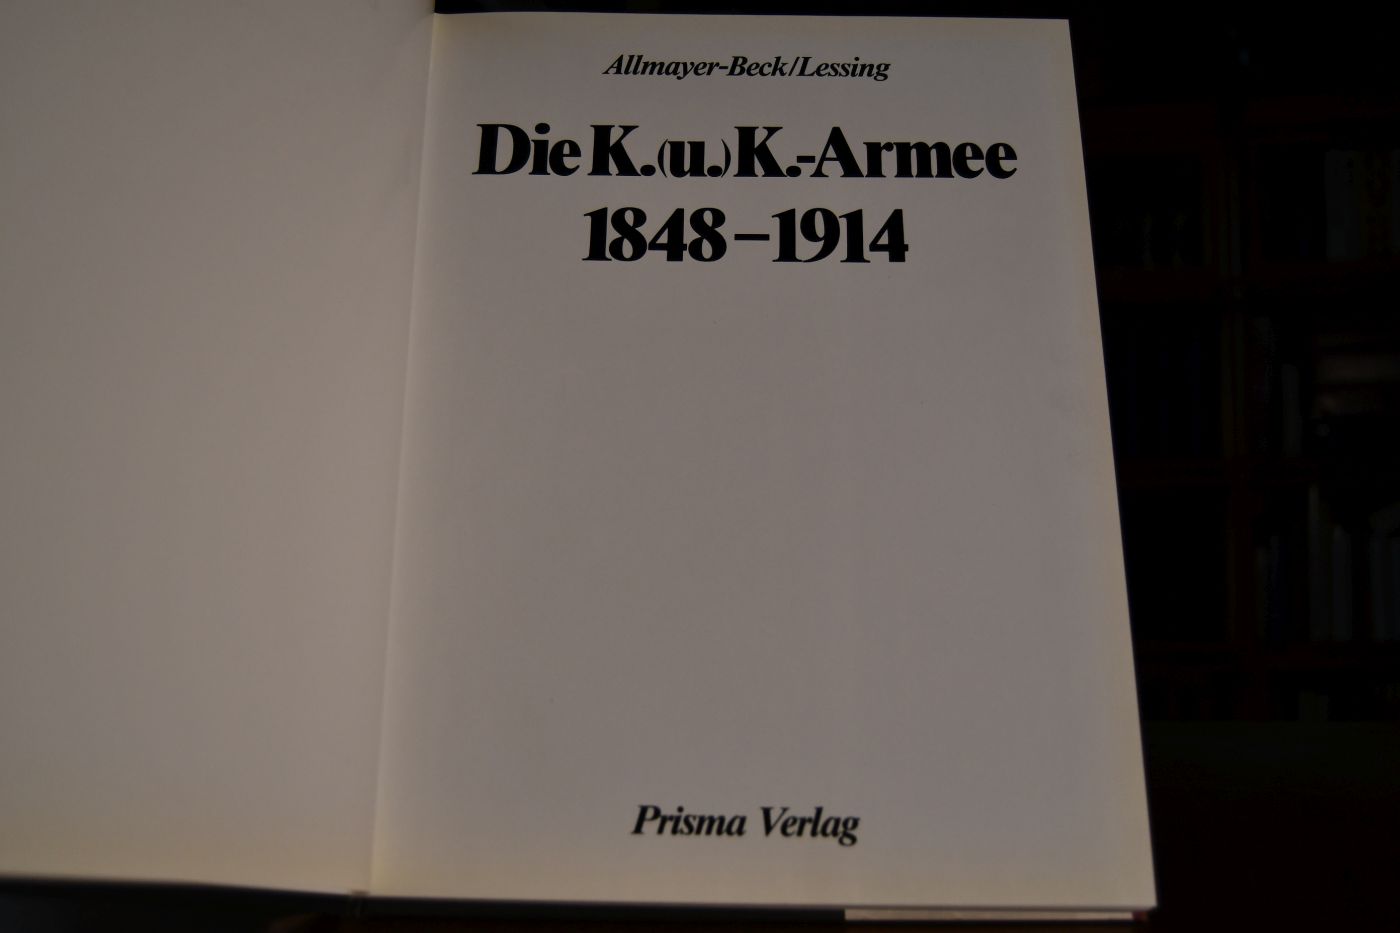 Allmayer-Beck/Lessing
Die K.(u.)K.-Armee
1848–1914
Prisma Verlag